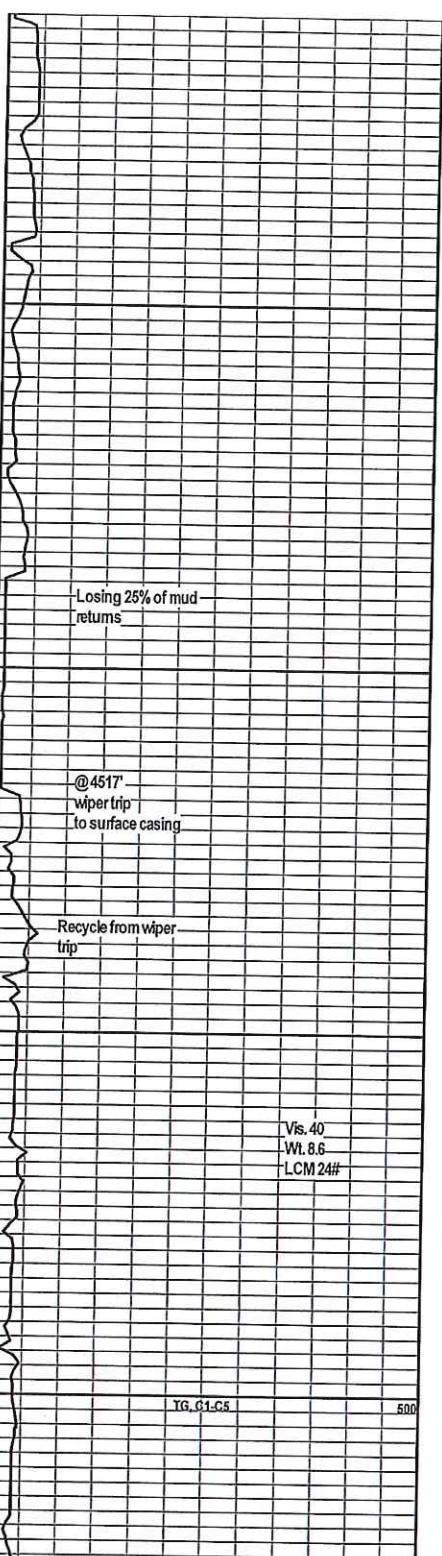 Losing 25% of mud
returns
@4517'
wiper trip
to surface casing
Recycle from wiper
trip
Vis. 40
Wt. 8.6
LCM 24#
TG, C1-C5 500